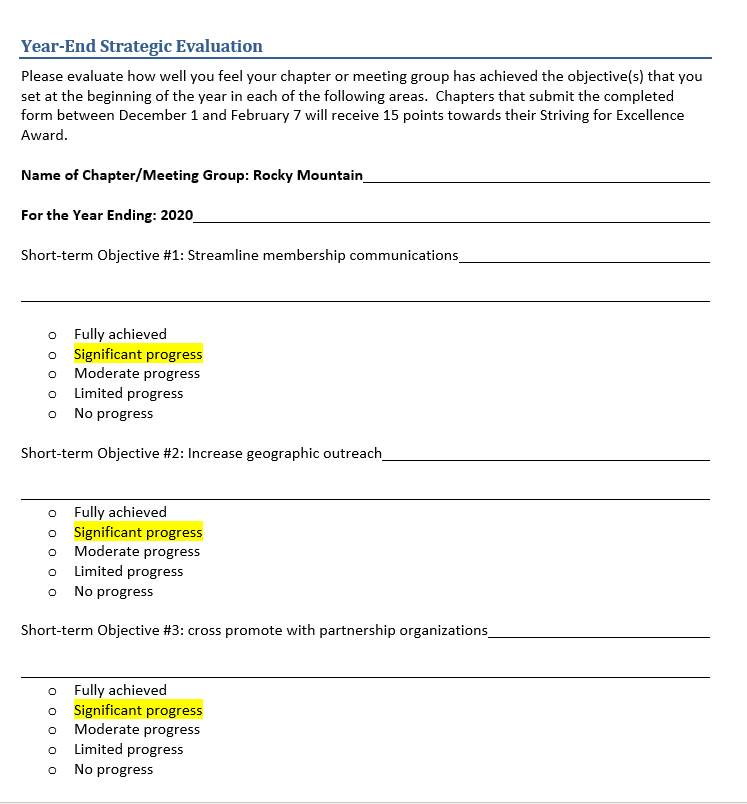 Year-End Strategic Evaluation
Please evaluate how well you feel your chapter or meeting group has achieved the objective(s) that you
set at the beginning of the year in each of the following areas.  Chapters that submit the completed
form between December 1 and February 7 will receive 15 points towards their Striving for Excellence
Award.
Name of Chapter/Meeting Group: Rocky Mountain
For the Year Ending: 2020
Short-term Objective #1: Streamline membership communications
o Fully achieved
o Significant progress
o Moderate progress
o Limited progress
o No progress
Short-term Objective #2: Increase geographic outreach
o Fully achieved
o Significant progress
o Moderate progress
o Limited progress
o No progress
Short-term Objective #3: cross promote with partnership organizations
o Fully achieved
o Significant progress
o Moderate progress
o Limited progress
o No progress